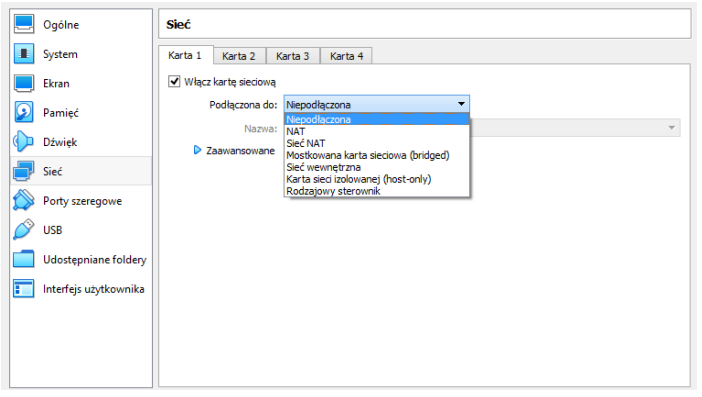 Ogólne
System
Ekran
Pamięć
Dźwięk
Sieć
Porty szeregowe
USB
Udostępniane foldery
Interfejs użytkownika
Sieć
Karta 1 Karta 2 Karta 3 Karta 4
Włącz kartę sieciową
Podłączona do: Niepodłączona
Nazwa:
Zaawansowane
Niepodłączona
NAT
Sieć NAT
Mostkowana karta sieciowa (bridged)
Sieć wewnętrzna
Karta sieci izolowanej (host-only)
Rodzajowy sterownik